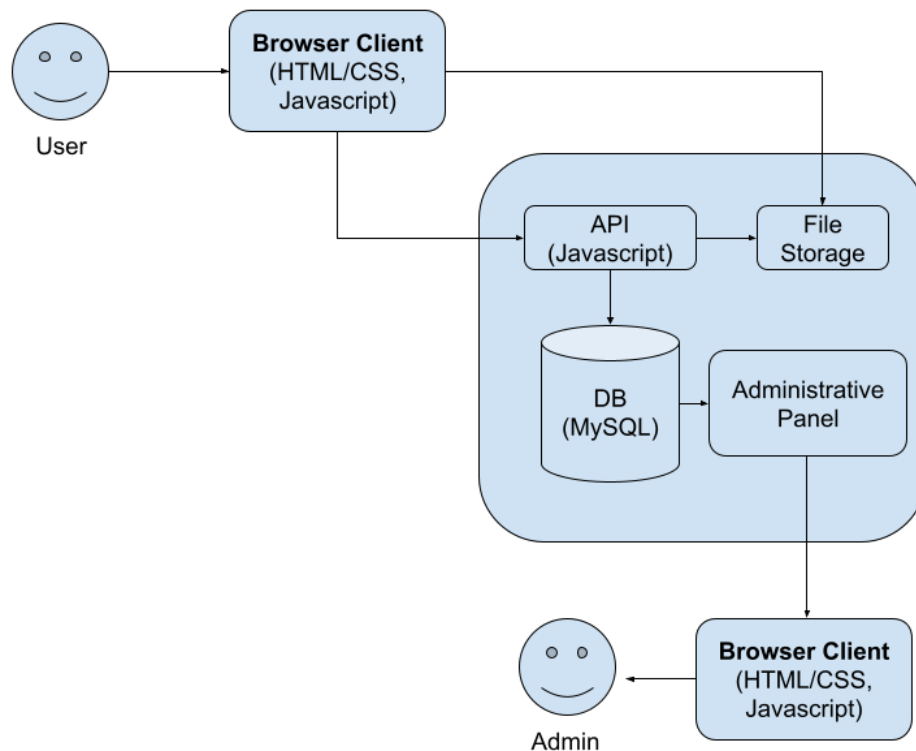 Browser Client
(HTML/CSS,
Javascript)
User
API
(Javascript)
File
Storage
DB
(MySQL)
Administrative
Panel
Browser Client
(HTML/CSS,
Javascript)
Admin